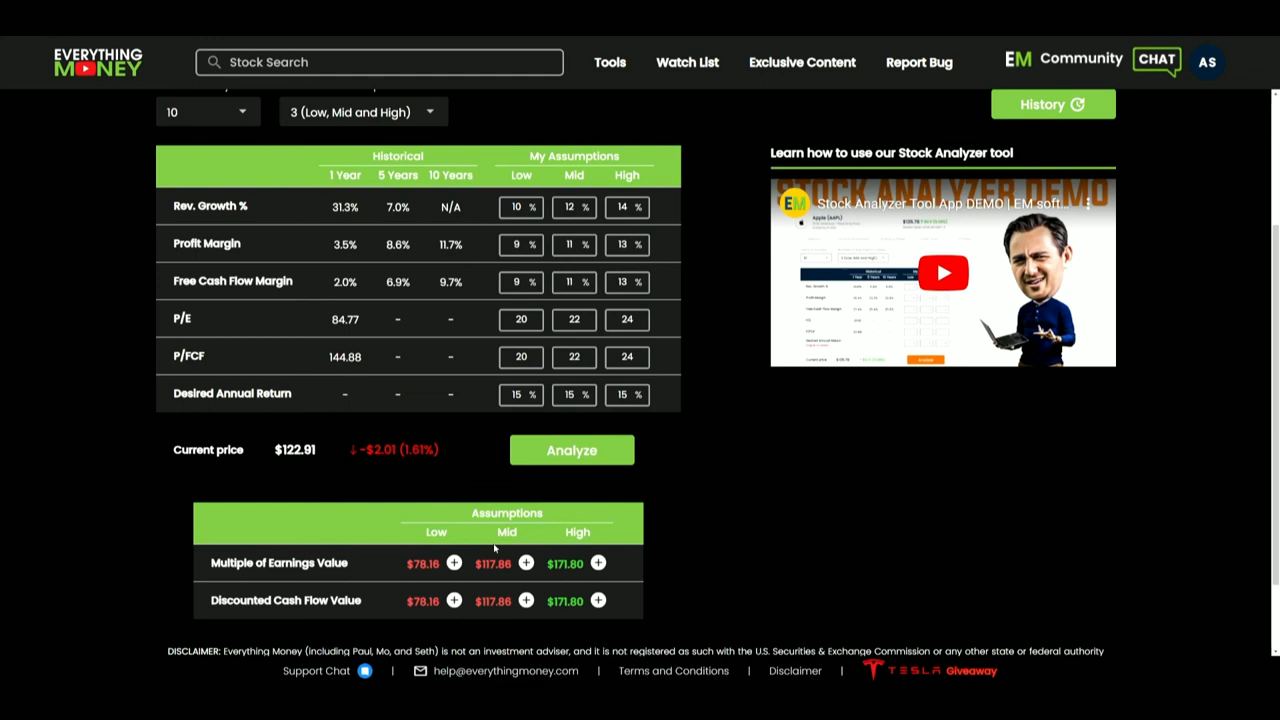 EVERYTHING
MONEY
Stock Search
Tools
Watch List
Exclusive Content
Report Bug
EM Community
CHAT
AS
10
3 (Low, Mid and High)
History
Historical
My Assumptions
1 Year 5 Years 10 Years Low Mid High
Rev. Growth % 31.3% 7.0% N/A 10 % 12 % 14 %
Profit Margin 3.5% 8.6% 11.7% 9 % 11 % 13 %
Free Cash Flow Margin 2.0% 6.9% 9.7% 9 % 11 % 13 %
P/E 84.77 - - 20 22 24
P/FCF 144.88 - - 20 22 24
Desired Annual Return - - - 15 % 15 % 15 %
Current price $122.91 ↓ -$2.01 (1.61%)
Analyze
Assumptions
Low Mid High
Multiple of Earnings Value $78.16 + $117.86 + $171.80 +
Discounted Cash Flow Value $78.16 + $117.86 + $171.80 +
Learn how to use our Stock Analyzer tool
STOCK ANALYZER DEMO
EM
Stock Analyzer Tool App DEMO | EM soft...
Apple (AAPL)
DISCLAIMER: Everything Money (including Paul, Mo, and Seth) is not an investment adviser, and it is not registered as such with the U.S. Securities & Exchange Commission or any other state or federal authority
Support Chat | help@everythingmoney.com | Terms and Conditions | Disclaimer | TESLA Giveaway